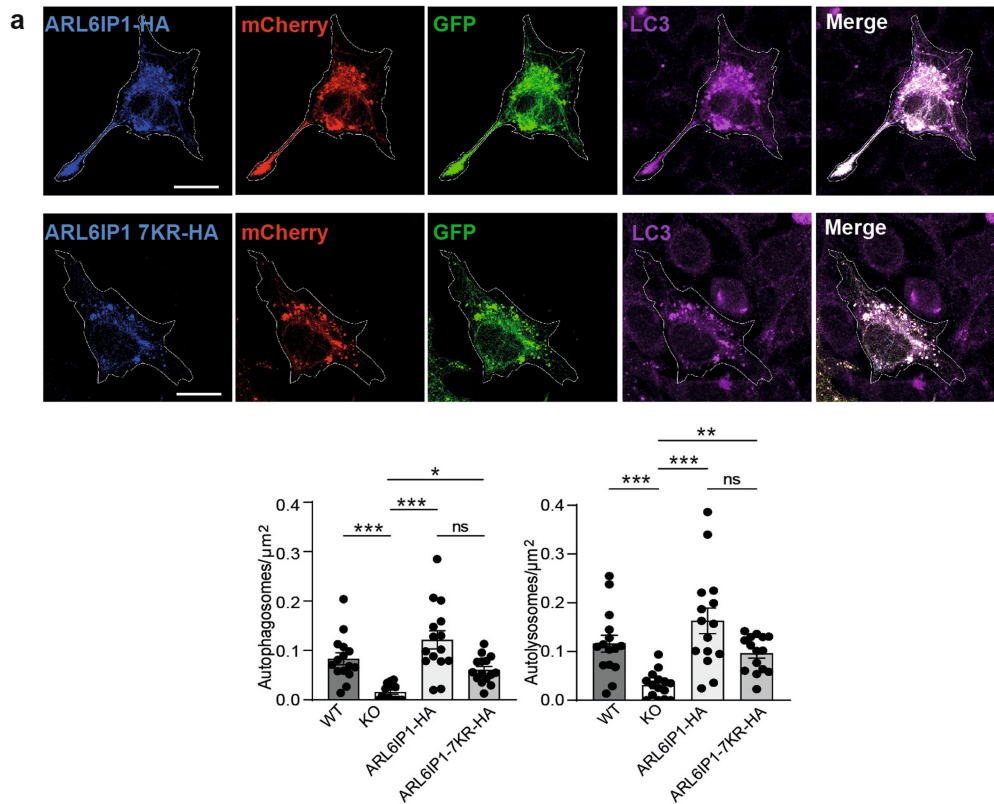 a
ARL6IP1-HA mCherry GFP LC3 Merge
ARL6IP1 7KR-HA mCherry GFP LC3 Merge
*
***
***
ns
Autophagosomes/µm²
0.4
0.3
0.2
0.1
0.0
WT
KO
ARL6IP1-HA
ARL6IP1-7KR-HA
**
***
***
ns
Autolysosomes/µm²
0.4
0.3
0.2
0.1
0.0
WT
KO
ARL6IP1-HA
ARL6IP1-7KR-HA